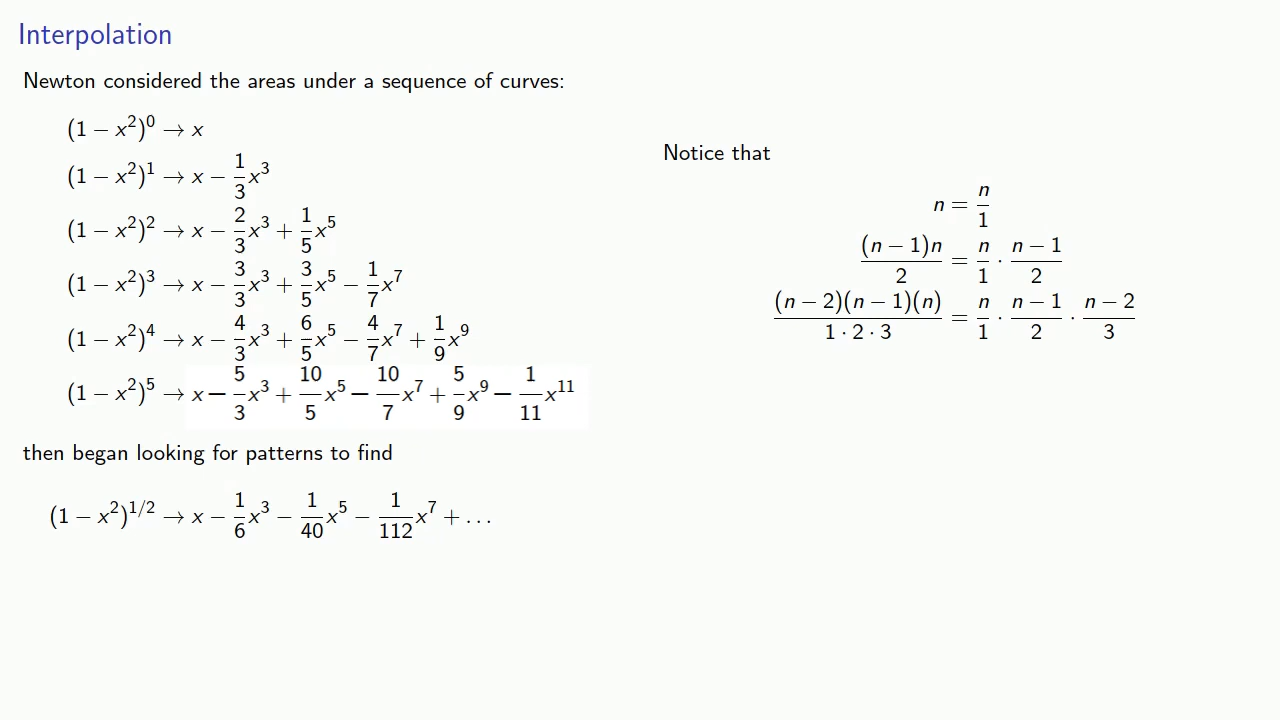 Interpolation
Newton considered the areas under a sequence of curves:
(1 − x²)⁰ → x
(1 − x²)¹ → x − 1/3 x³
(1 − x²)² → x − 2/3 x³ + 1/5 x⁵
(1 − x²)³ → x − 3/3 x³ + 3/5 x⁵ − 1/7 x⁷
(1 − x²)⁴ → x − 4/3 x³ + 6/5 x⁵ − 4/7 x⁷ + 1/9 x⁹
(1 − x²)⁵ → x − 5/3 x³ + 10/5 x⁵ − 10/7 x⁷ + 5/9 x⁹ − 1/11 x¹¹
then began looking for patterns to find
(1 − x²)^{1/2} → x − 1/6 x³ − 1/40 x⁵ − 1/112 x⁷ + …
Notice that
n = n/1
(n − 1)n/2 = n/1 · (n − 1)/2
(n − 2)(n − 1)(n)/(1 · 2 · 3) = n/1 · (n − 1)/2 · (n − 2)/3